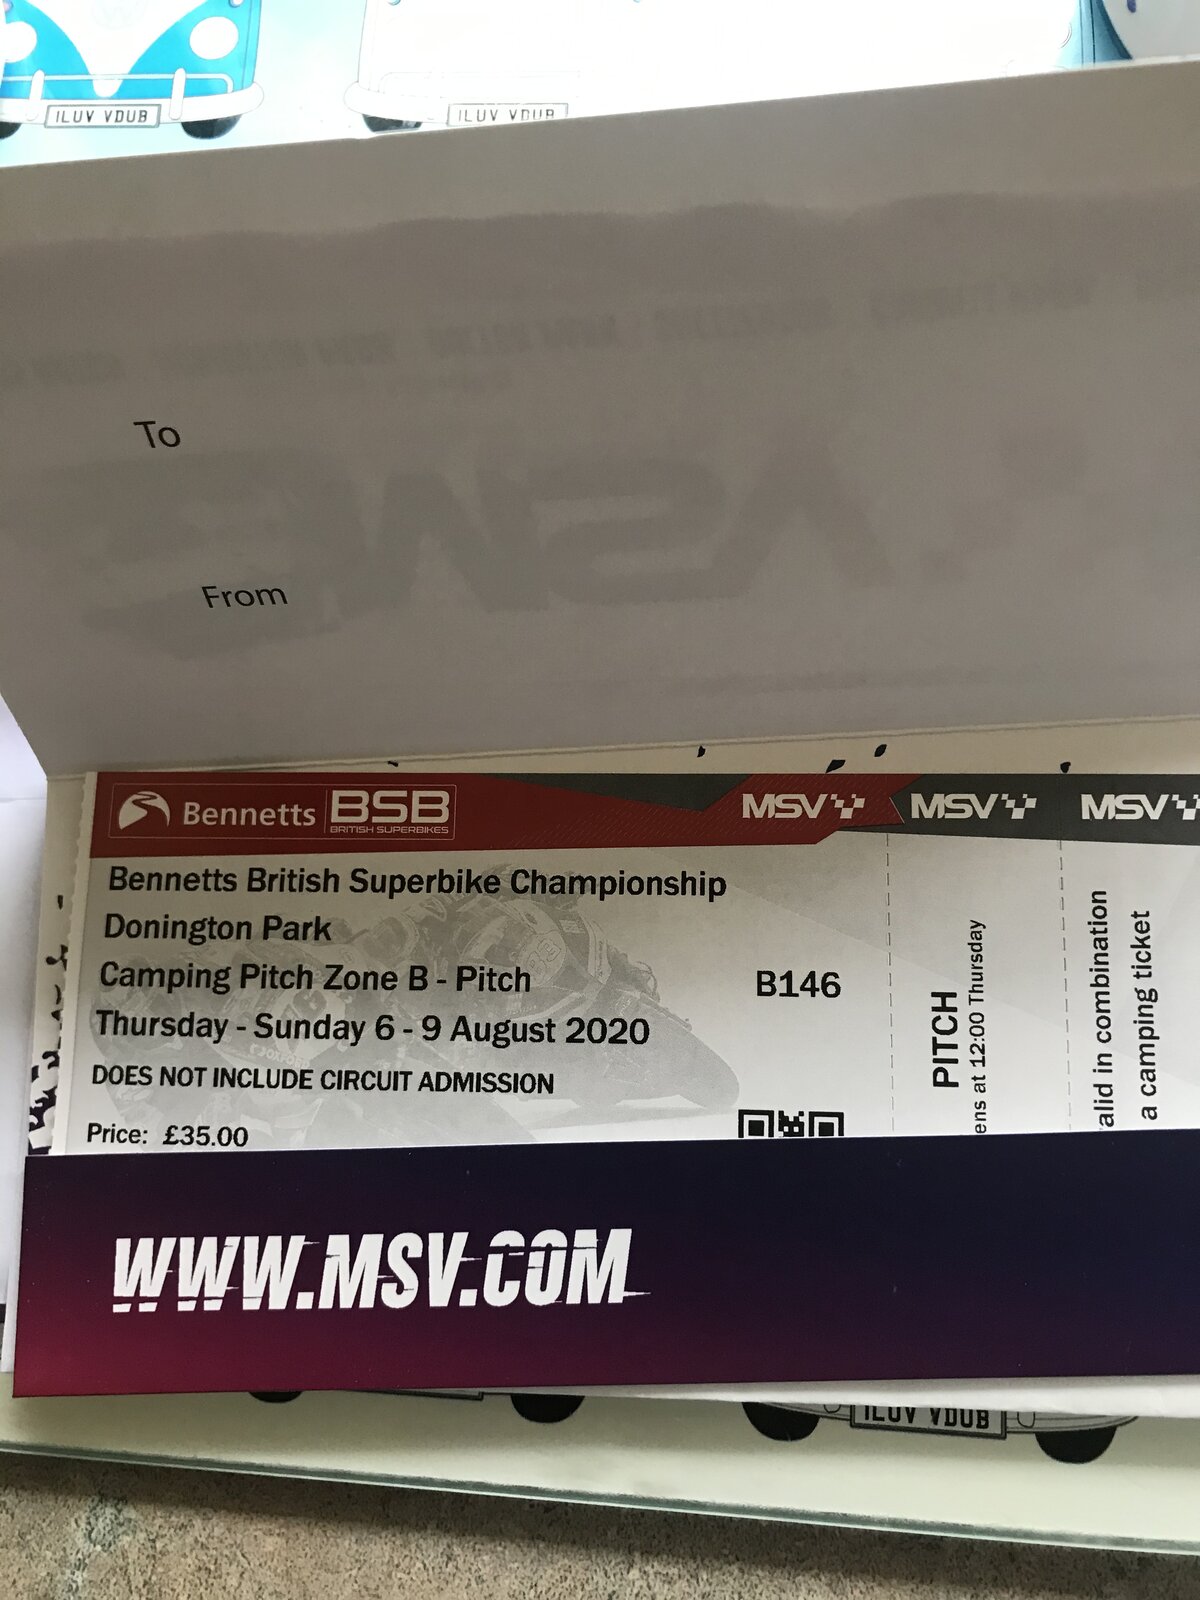 ILUV VDUB
ILUV VDUB
To
From
Bennetts BSB
BRITISH SUPERBIKES
MSV
MSV
MSV
Bennetts British Superbike Championship
Donington Park
Camping Pitch Zone B - Pitch
B146
Thursday - Sunday 6 - 9 August 2020
DOES NOT INCLUDE CIRCUIT ADMISSION
Price: £35.00
PITCH
ens at 12:00 Thursday
alid in combination
a camping ticket
WWW.MSV.COM
ILUV VDUB